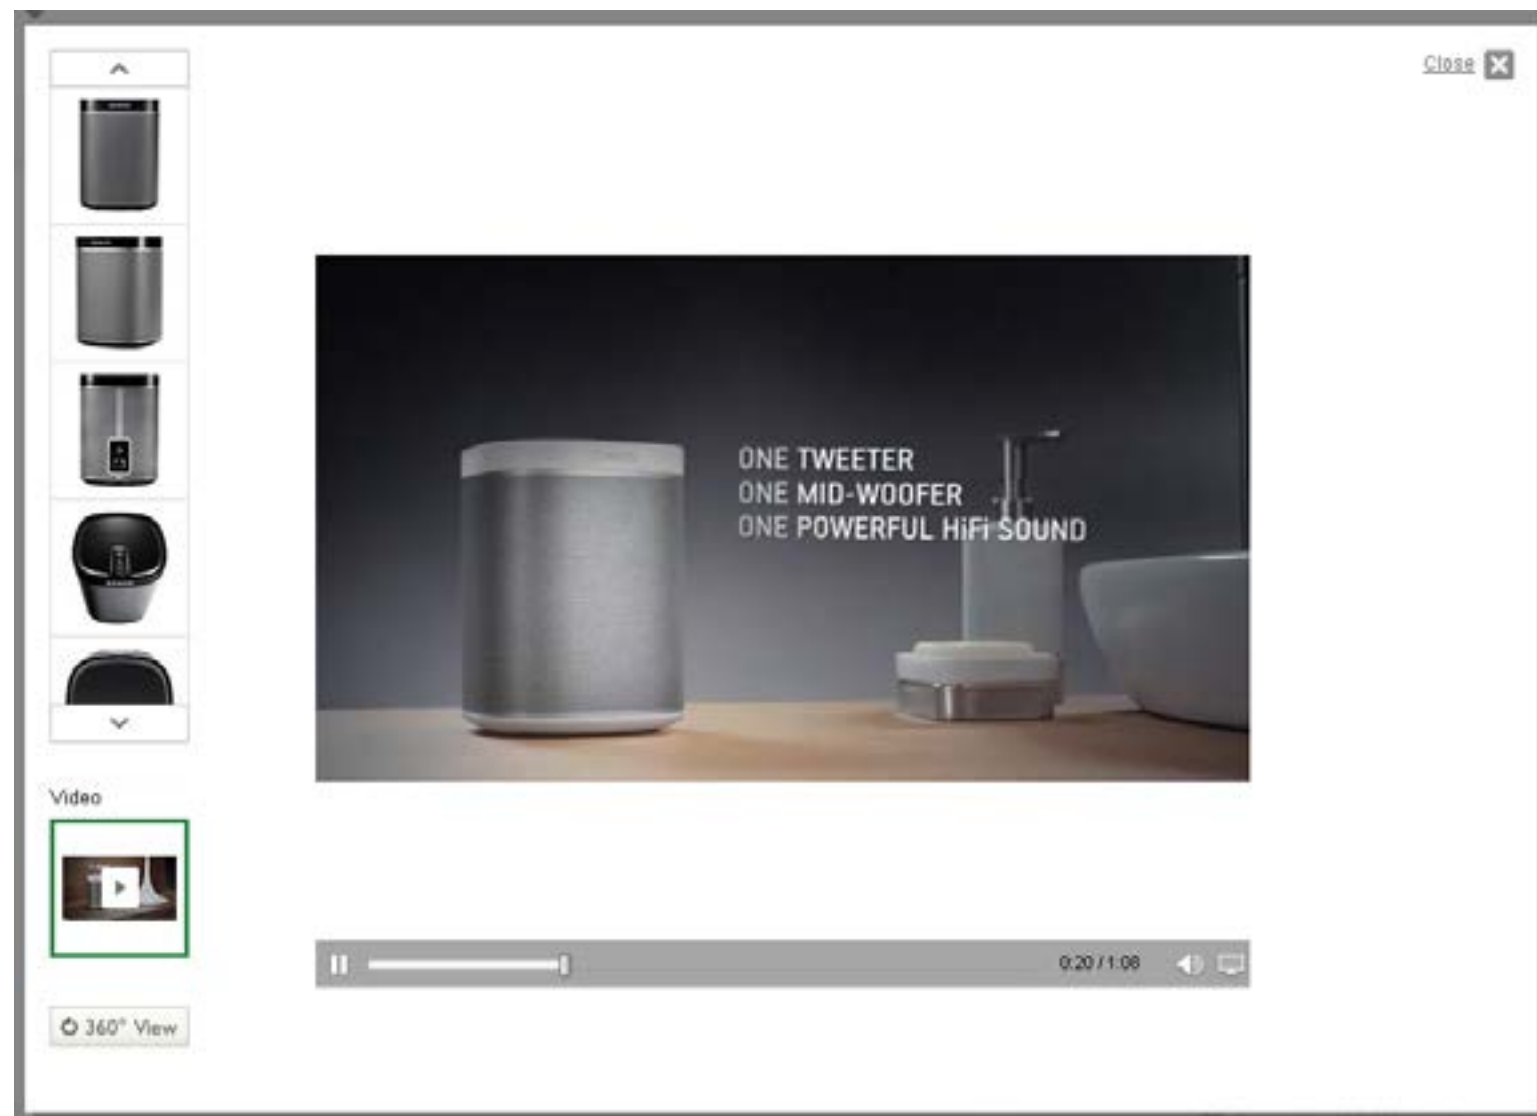 Close
ONE TWEETER
ONE MID-WOOFER
ONE POWERFUL HiFi SOUND
Video
0:20 / 1:08
360° View